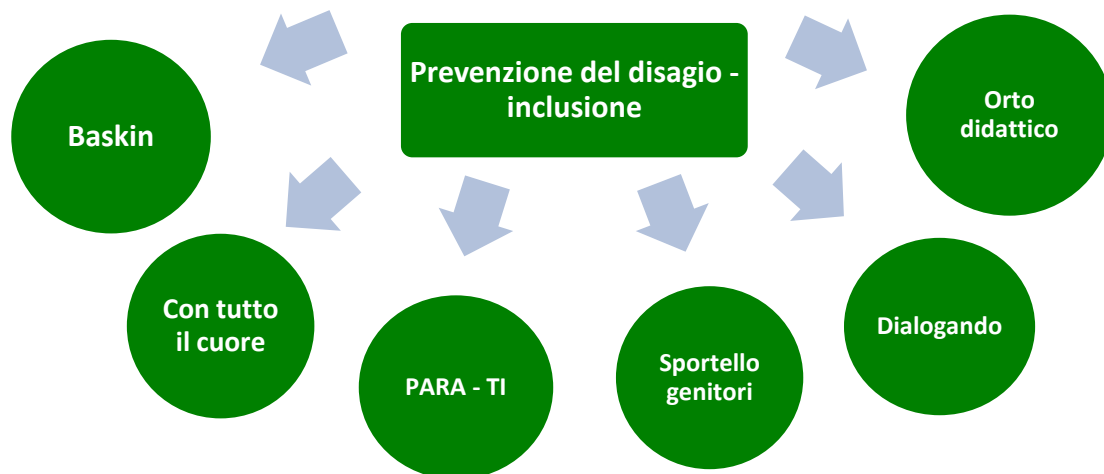 Prevenzione del disagio -
inclusione
Baskin
Con tutto
il cuore
PARA - TI
Sportello
genitori
Dialogando
Orto
didattico